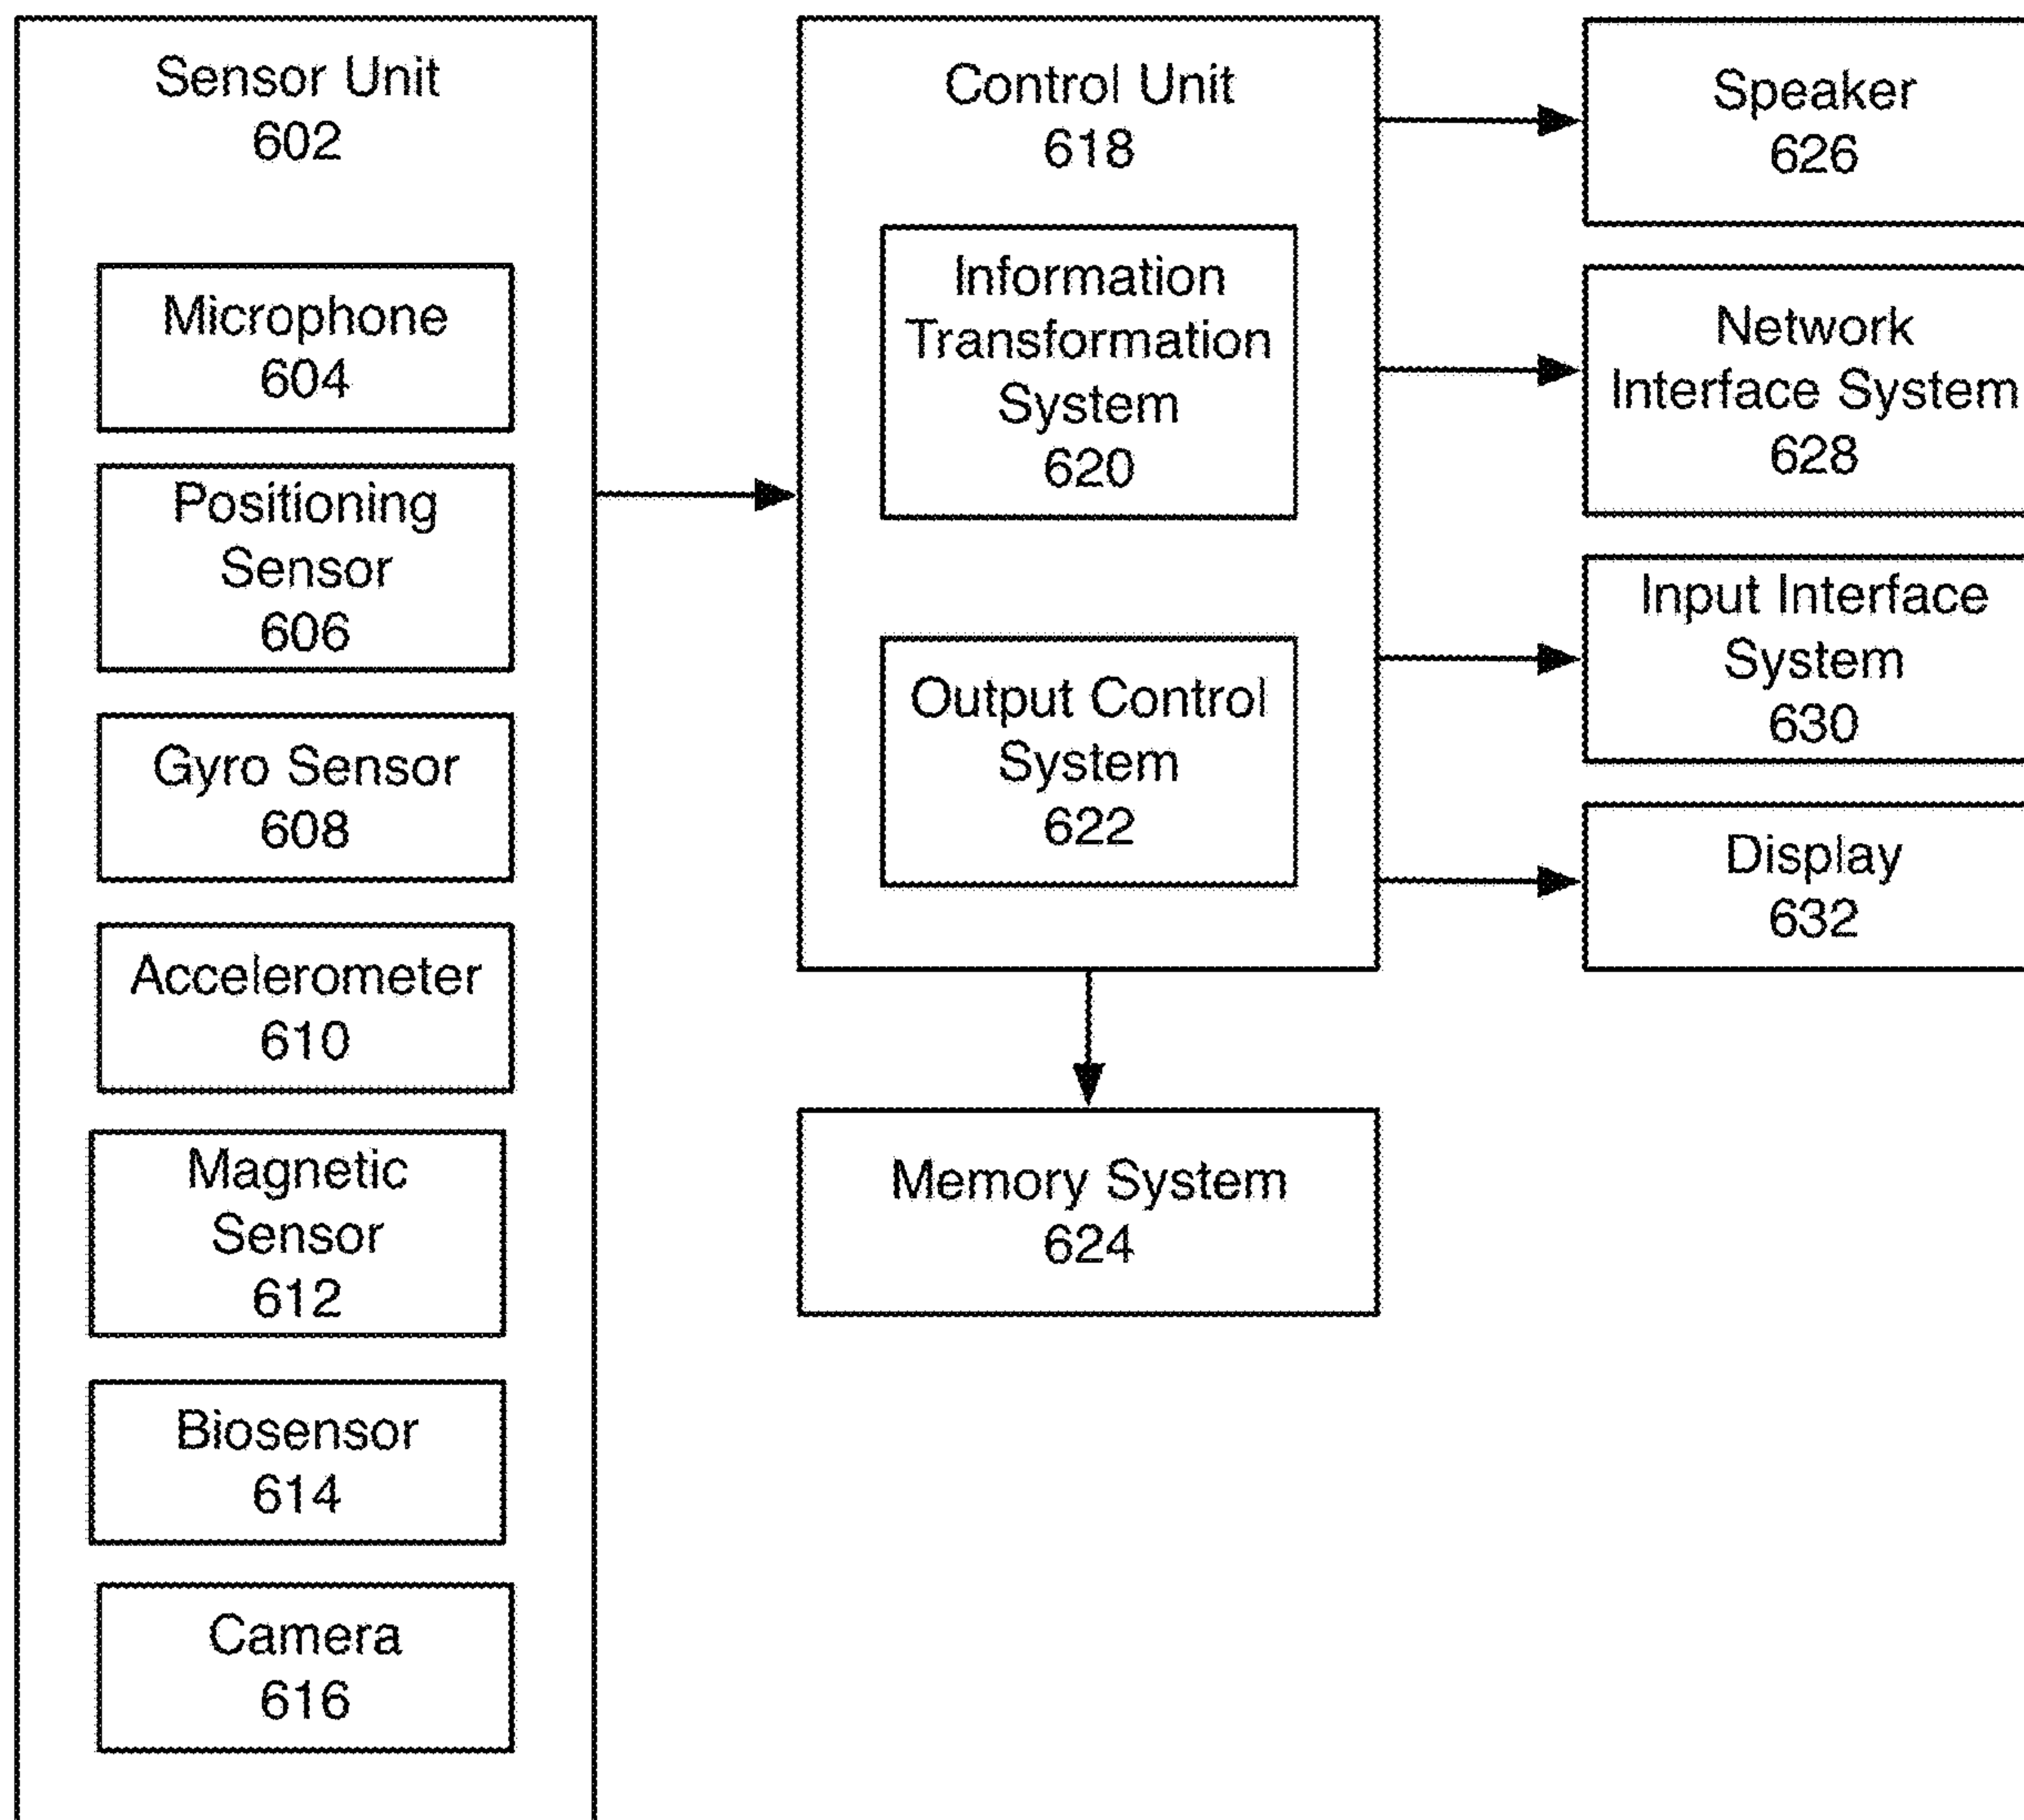 Sensor Unit
602
Microphone
604
Positioning
Sensor
606
Gyro Sensor
608
Accelerometer
610
Magnetic
Sensor
612
Biosensor
614
Camera
616
Control Unit
618
Information
Transformation
System
620
Output Control
System
622
Memory System
624
Speaker
626
Network
Interface System
628
Input Interface
System
630
Display
632